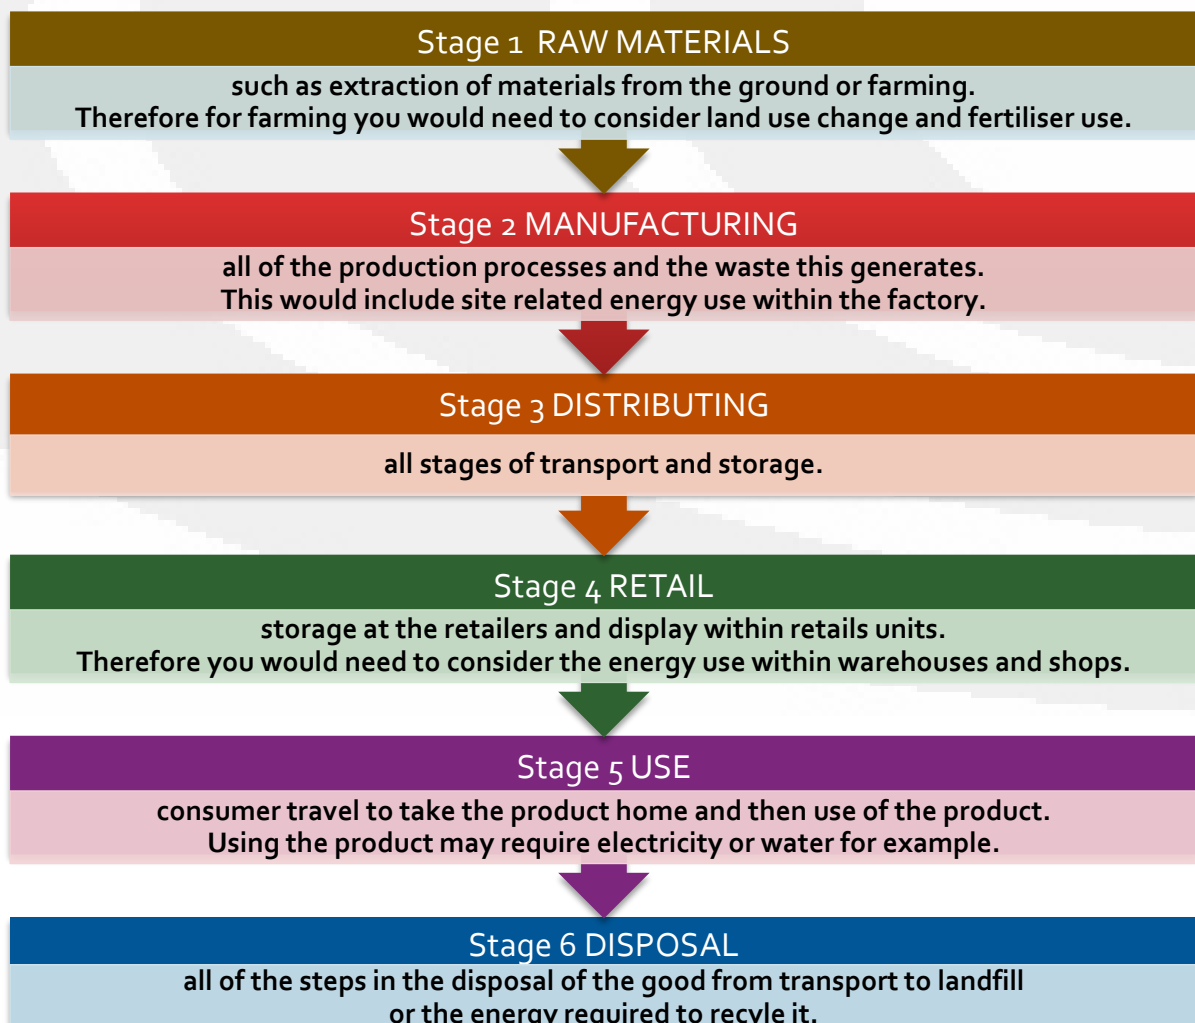 Stage 1 RAW MATERIALS
such as extraction of materials from the ground or farming.
Therefore for farming you would need to consider land use change and fertiliser use.
Stage 2 MANUFACTURING
all of the production processes and the waste this generates.
This would include site related energy use within the factory.
Stage 3 DISTRIBUTING
all stages of transport and storage.
Stage 4 RETAIL
storage at the retailers and display within retails units.
Therefore you would need to consider the energy use within warehouses and shops.
Stage 5 USE
consumer travel to take the product home and then use of the product.
Using the product may require electricity or water for example.
Stage 6 DISPOSAL
all of the steps in the disposal of the good from transport to landfill
or the energy required to recyle it.